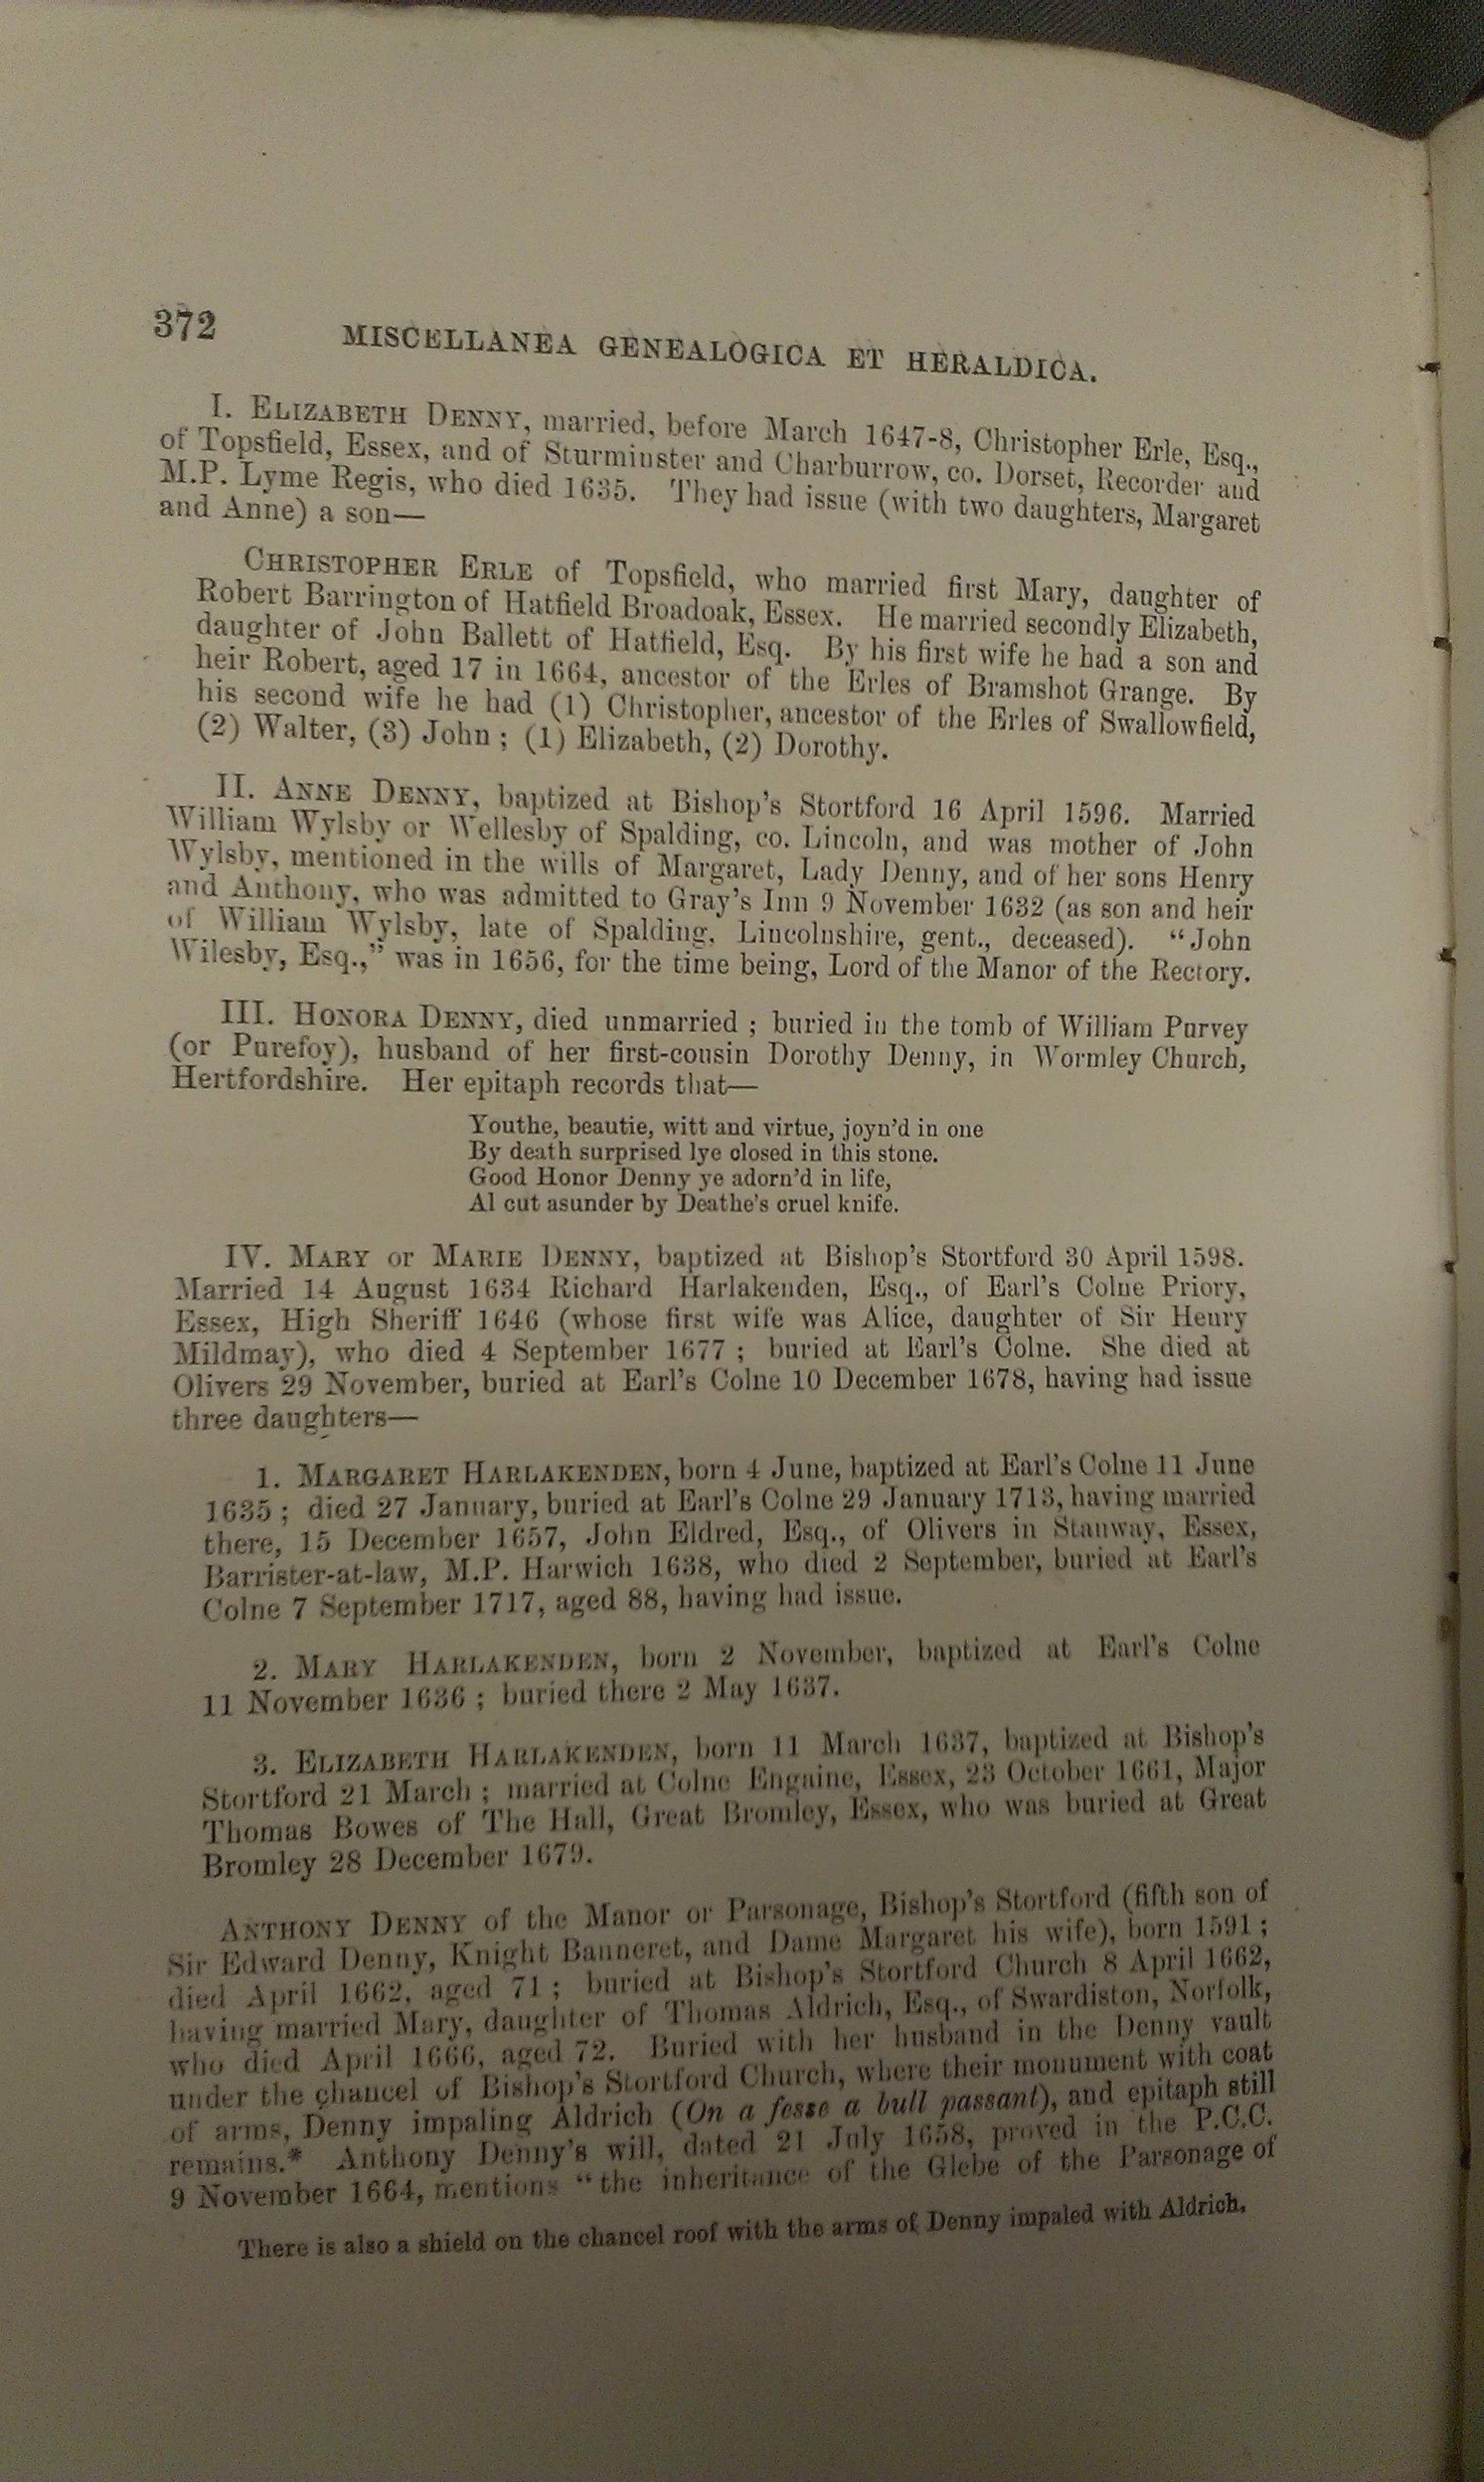 372
MISCELLANEA GENEALOGICA ET HERALDICA.
I. ELIZABETH DENNY, married, before March 1647-8, Christopher Erle, Esq.,
of Topsfield, Essex, and of Sturminster and Charburrow, co. Dorset, Recorder and
M.P. Lyme Regis, who died 1635. They had issue (with two daughters, Margaret
and Anne) a son—
CHRISTOPHER ERLE of Topsfield, who married first Mary, daughter of
Robert Barrington of Hatfield Broadoak, Essex. He married secondly Elizabeth,
daughter of John Ballett of Hatfield, Esq. By his first wife he had a son and
heir Robert, aged 17 in 1664, ancestor of the Erles of Bramshot Grange. By
his second wife he had (1) Christopher, ancestor of the Erles of Swallowfield,
(2) Walter, (3) John; (1) Elizabeth, (2) Dorothy.
II. ANNE DENNY, baptized at Bishop's Stortford 16 April 1596. Married
William Wylsby or Wellesby of Spalding, co. Lincoln, and was mother of John
Wylsby, mentioned in the wills of Margaret, Lady Denny, and of her sons Henry
and Anthony, who was admitted to Gray's Inn 9 November 1632 (as son and heir
of William Wylsby, late of Spalding, Lincolnshire, gent., deceased). "John
Wilesby, Esq.," was in 1656, for the time being, Lord of the Manor of the Rectory.
III. HONORA DENNY, died unmarried; buried in the tomb of William Purvey
(or Purefoy), husband of her first-cousin Dorothy Denny, in Wormley Church,
Hertfordshire. Her epitaph records that—
Youthe, beautie, witt and virtue, joyn'd in one
By death surprised lye closed in this stone.
Good Honor Denny ye adorn'd in life,
Al cut asunder by Deathe's cruel knife.
IV. MARY or MARIE DENNY, baptized at Bishop's Stortford 30 April 1598.
Married 14 August 1634 Richard Harlakenden, Esq., of Earl's Colne Priory,
Essex, High Sheriff 1646 (whose first wife was Alice, daughter of Sir Henry
Mildmay), who died 4 September 1677; buried at Earl's Colne. She died at
Olivers 29 November, buried at Earl's Colne 10 December 1678, having had issue
three daughters—
1. MARGARET HARLAKENDEN, born 4 June, baptized at Earl's Colne 11 June
1635; died 27 January, buried at Earl's Colne 29 January 1713, having married
there, 15 December 1657, John Eldred, Esq., of Olivers in Stanway, Essex,
Barrister-at-law, M.P. Harwich 1638, who died 2 September, buried at Earl's
Colne 7 September 1717, aged 88, having had issue.
2. MARY HARLAKENDEN, born 2 November, baptized at Earl's Colne
11 November 1636; buried there 2 May 1637.
3. ELIZABETH HARLAKENDEN, born 11 March 1637, baptized at Bishop's
Stortford 21 March; married at Colne Engaine, Essex, 23 October 1661, Major
Thomas Bowes of The Hall, Great Bromley, Essex, who was buried at Great
Bromley 28 December 1679.
ANTHONY DENNY of the Manor or Parsonage, Bishop's Stortford (fifth son of
Sir Edward Denny, Knight Banneret, and Dame Margaret his wife), born 1591;
died April 1662, aged 71; buried at Bishop's Stortford Church 8 April 1662,
having married Mary, daughter of Thomas Aldrich, Esq., of Swardiston, Norfolk,
who died April 1666, aged 72. Buried with her husband in the Denny vault
under the chancel of Bishop's Stortford Church, where their monument with coat
of arms, Denny impaling Aldrich (On a fesse a bull passant), and epitaph still
remains.* Anthony Denny's will, dated 21 July 1658, proved in the P.C.C.
9 November 1664, mentions "the inheritance of the Glebe of the Parsonage of
There is also a shield on the chancel roof with the arms of Denny impaled with Aldrich.